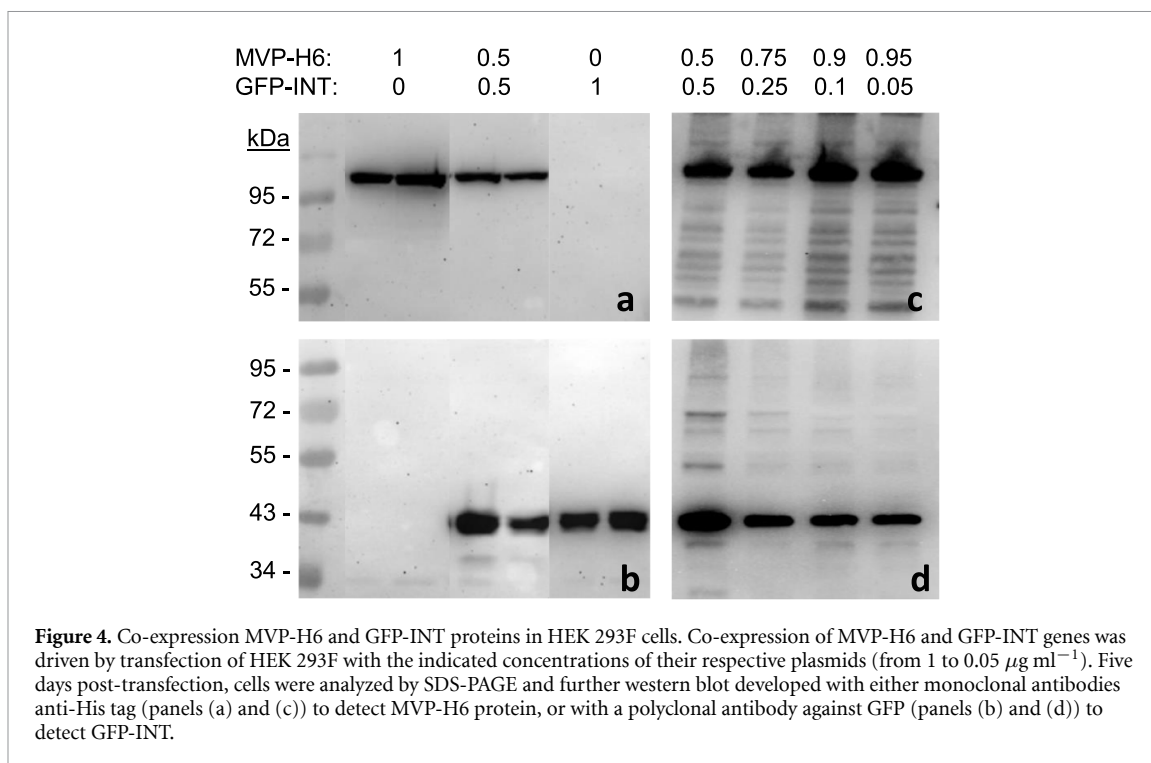 MVP-H6: 1 0.5 0 0.5 0.75 0.9 0.95
GFP-INT: 0 0.5 1 0.5 0.25 0.1 0.05
kDa
95 -
72 -
55 -
a
c
95 -
72 -
55 -
43 -
34 -
b
d
Figure 4. Co-expression MVP-H6 and GFP-INT proteins in HEK 293F cells. Co-expression of MVP-H6 and GFP-INT genes was
driven by transfection of HEK 293F with the indicated concentrations of their respective plasmids (from 1 to 0.05 μg ml⁻¹). Five
days post-transfection, cells were analyzed by SDS-PAGE and further western blot developed with either monoclonal antibodies
anti-His tag (panels (a) and (c)) to detect MVP-H6 protein, or with a polyclonal antibody against GFP (panels (b) and (d)) to
detect GFP-INT.